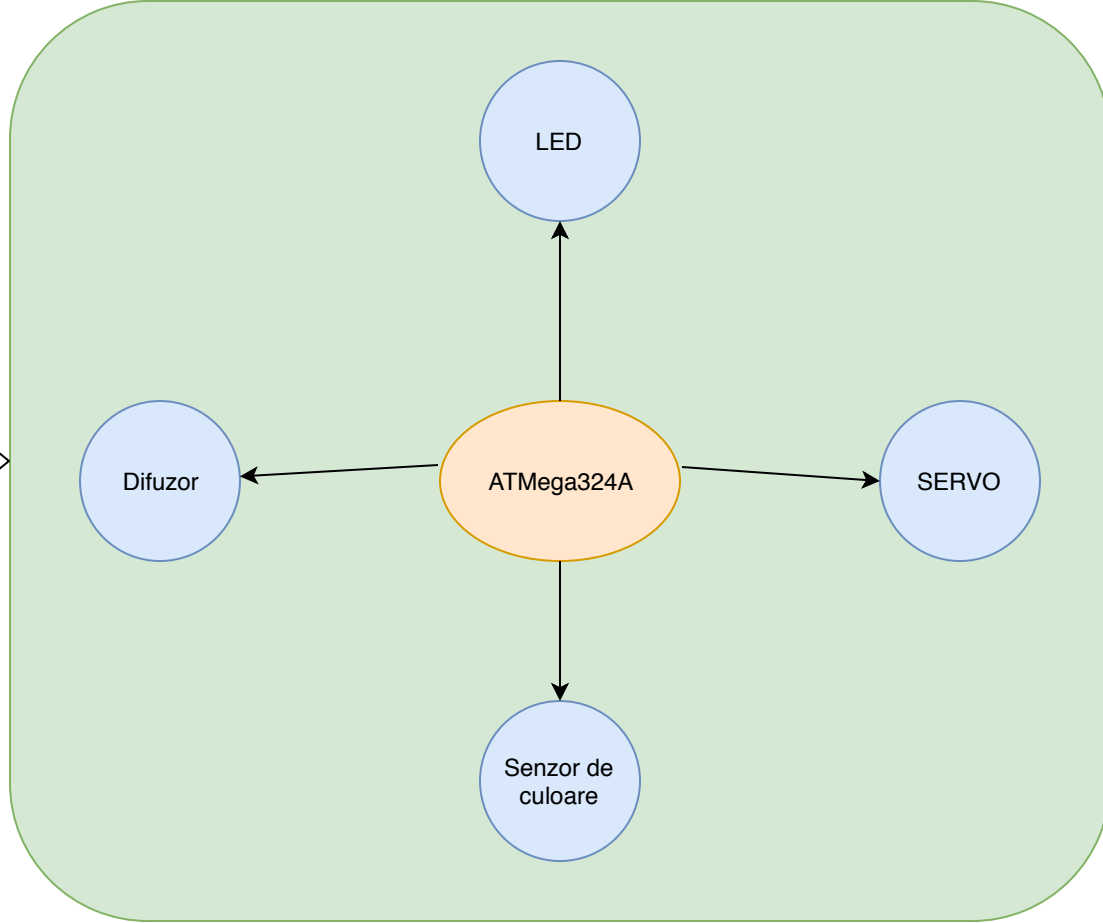 LED
Difuzor
ATMega324A
SERVO
Senzor de
culoare